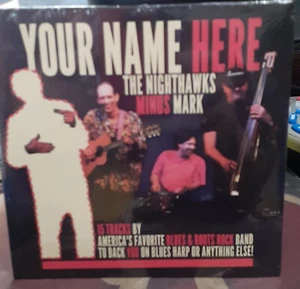 YOUR NAME HERE
THE NIGHTHAWKS
MINUS MARK
15 TRACKS BY
AMERICA'S FAVORITE BLUES & ROOTS ROCK BAND
TO BACK YOU ON BLUES HARP OR ANYTHING ELSE!